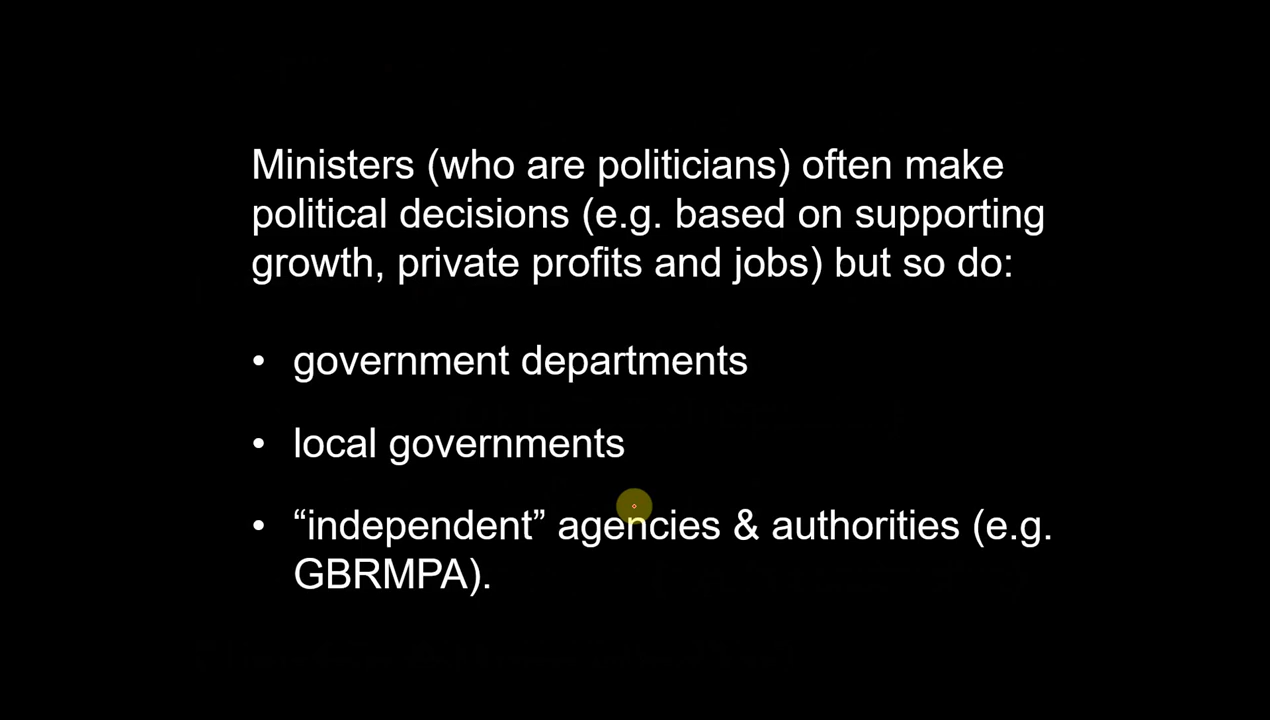 Ministers (who are politicians) often make
political decisions (e.g. based on supporting
growth, private profits and jobs) but so do:
• government departments
• local governments
• “independent” agencies & authorities (e.g.
GBRMPA).